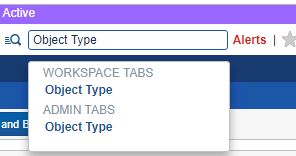 Active
Object Type
Alerts |
WORKSPACE TABS
Object Type
ADMIN TABS
Object Type
and B